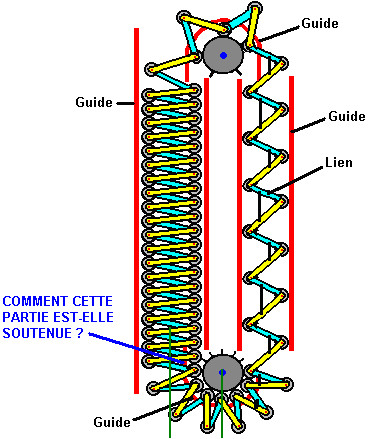 Guide
Guide
Guide
Lien
COMMENT CETTE
PARTIE EST-ELLE
SOUTENUE ?
Guide